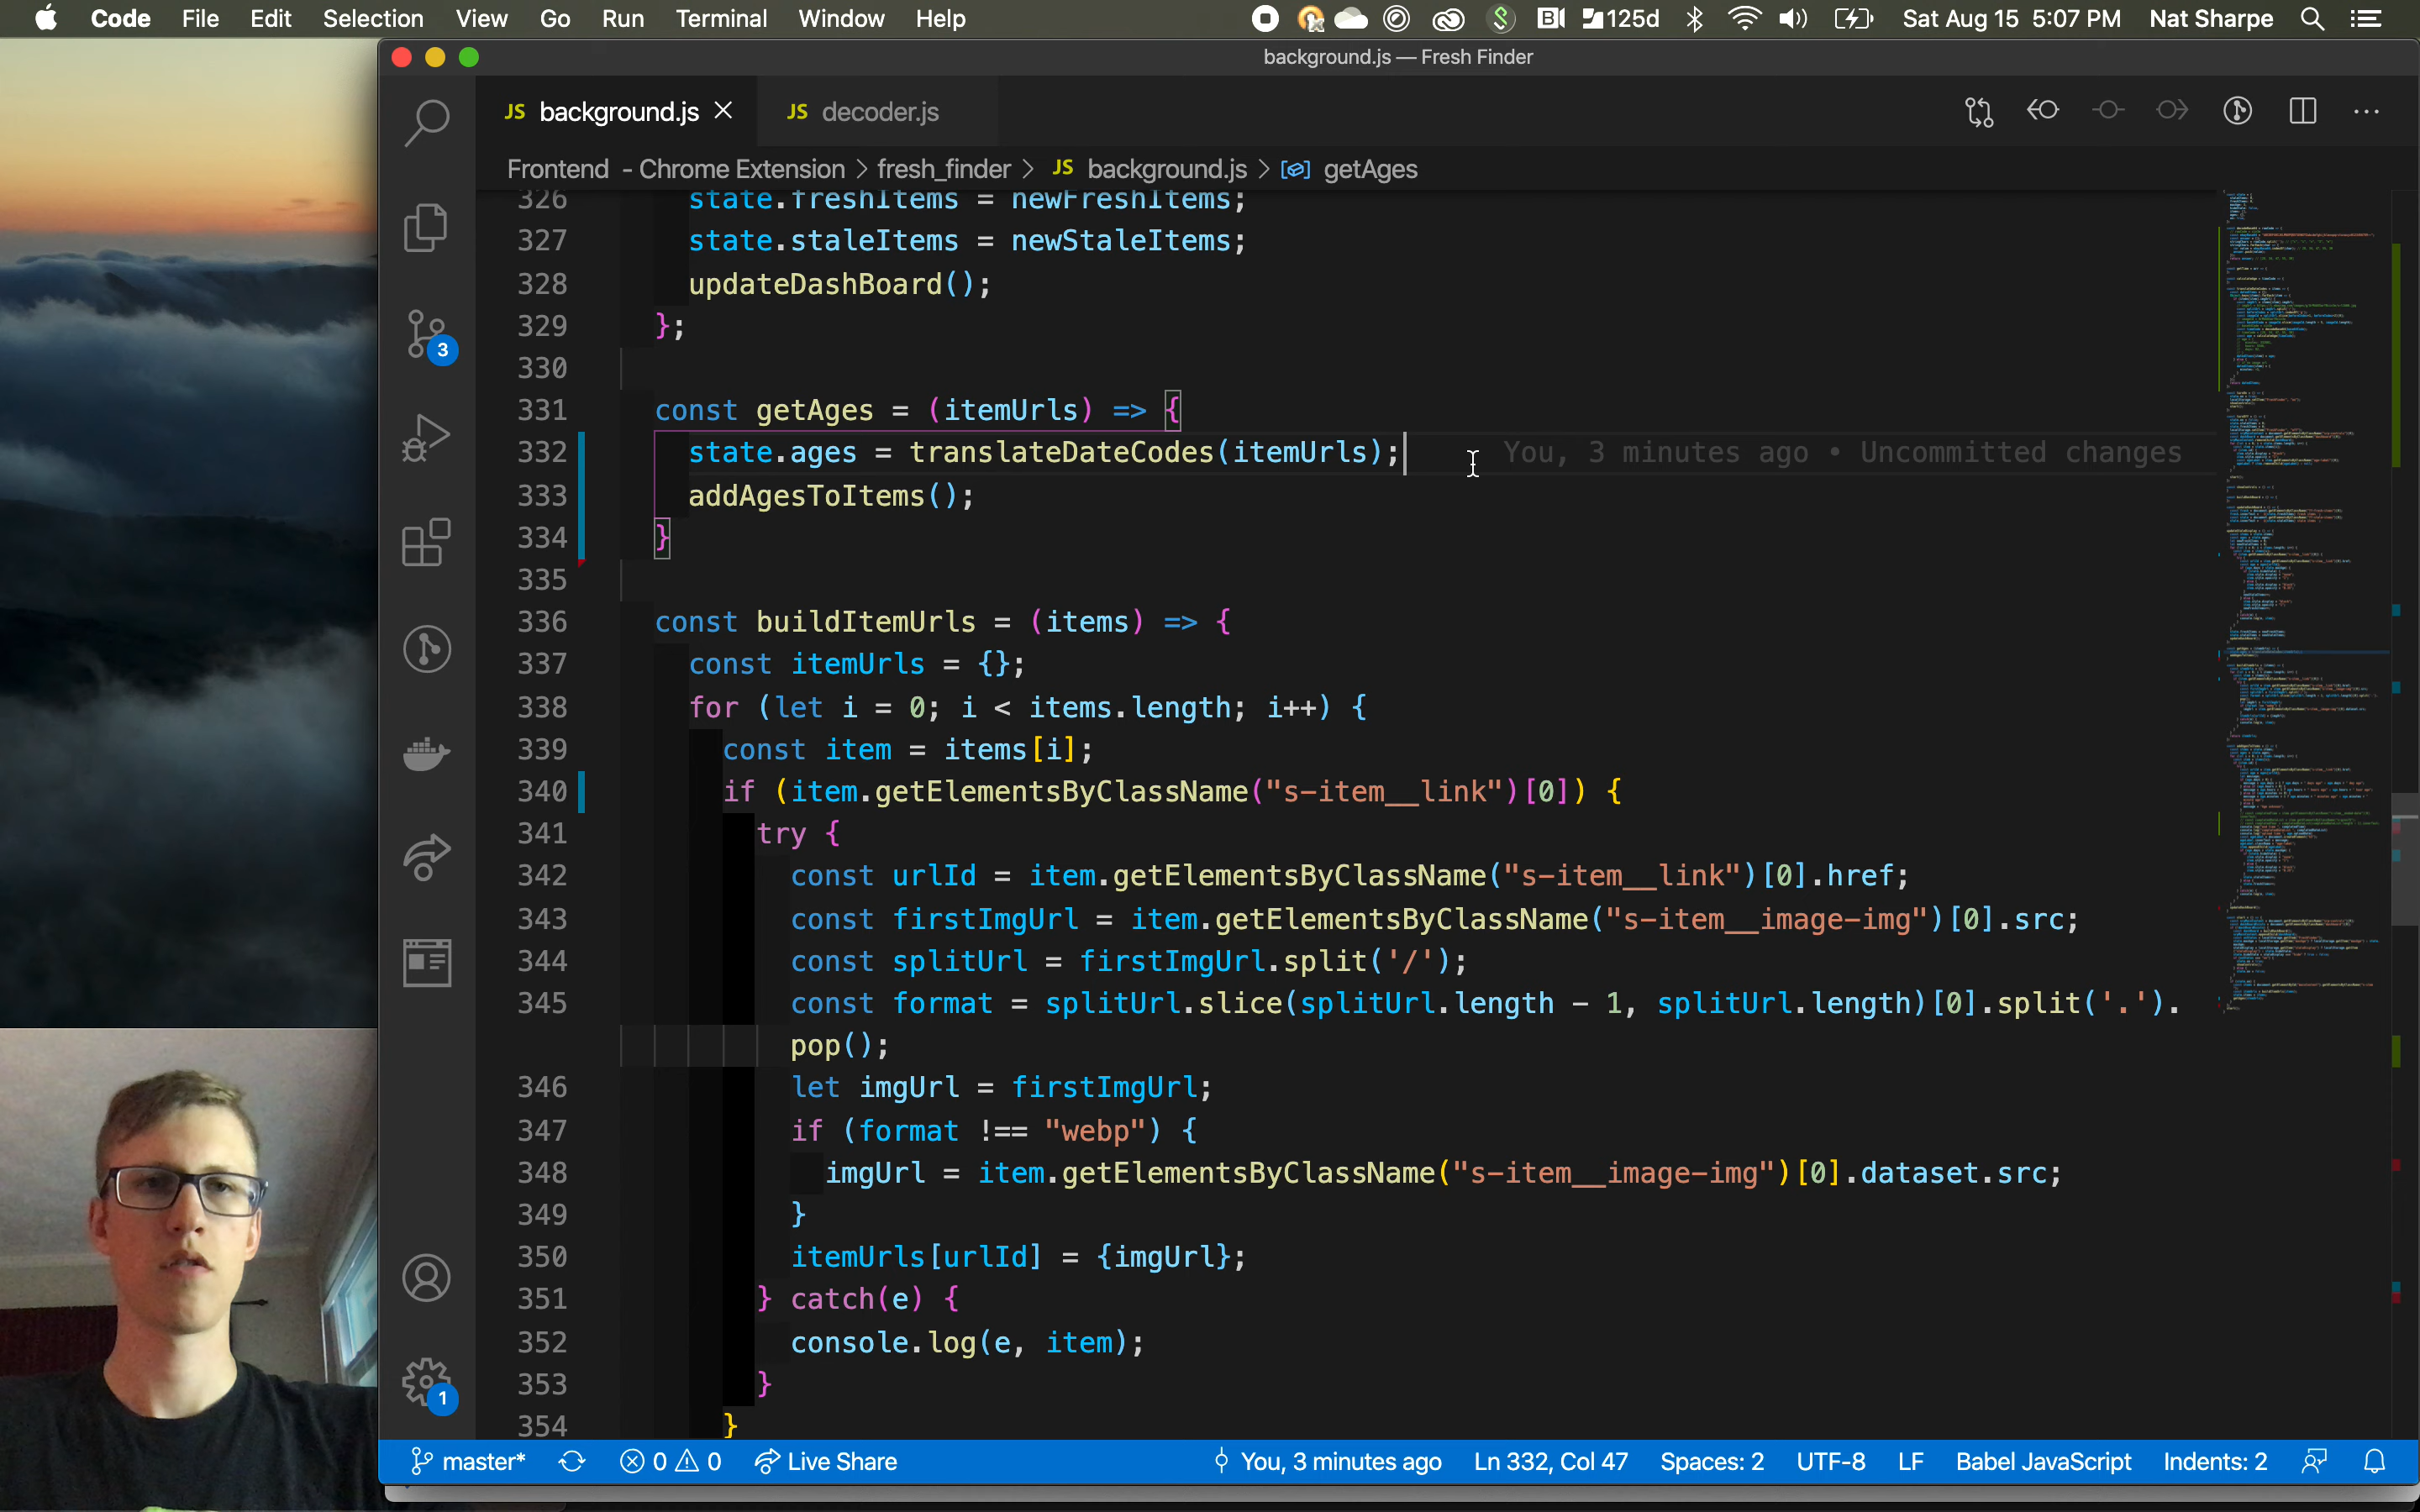 Code File Edit Selection View Go Run Terminal Window Help 125d Sat Aug 15 5:07 PM Nat Sharpe
background.js — Fresh Finder
JS background.js JS decoder.js
Frontend - Chrome Extension > fresh_finder > JS background.js > getAges
326 state.freshItems = newFreshItems;
327 state.staleItems = newStaleItems;
328 updateDashBoard();
329 };
330
331 const getAges = (itemUrls) => {
332 state.ages = translateDateCodes(itemUrls); You, 3 minutes ago • Uncommitted changes
333 addAgesToItems();
334 }
335
336 const buildItemUrls = (items) => {
337 const itemUrls = {};
338 for (let i = 0; i < items.length; i++) {
339 const item = items[i];
340 if (item.getElementsByClassName("s-item__link")[0]) {
341 try {
342 const urlId = item.getElementsByClassName("s-item__link")[0].href;
343 const firstImgUrl = item.getElementsByClassName("s-item__image-img")[0].src;
344 const splitUrl = firstImgUrl.split('/');
345 const format = splitUrl.slice(splitUrl.length - 1, splitUrl.length)[0].split('.').
pop();
346 let imgUrl = firstImgUrl;
347 if (format !== "webp") {
348 imgUrl = item.getElementsByClassName("s-item__image-img")[0].dataset.src;
349 }
350 itemUrls[urlId] = {imgUrl};
351 } catch(e) {
352 console.log(e, item);
353 }
354 }
3
1
master* 0 0 Live Share You, 3 minutes ago Ln 332, Col 47 Spaces: 2 UTF-8 LF Babel JavaScript Indents: 2